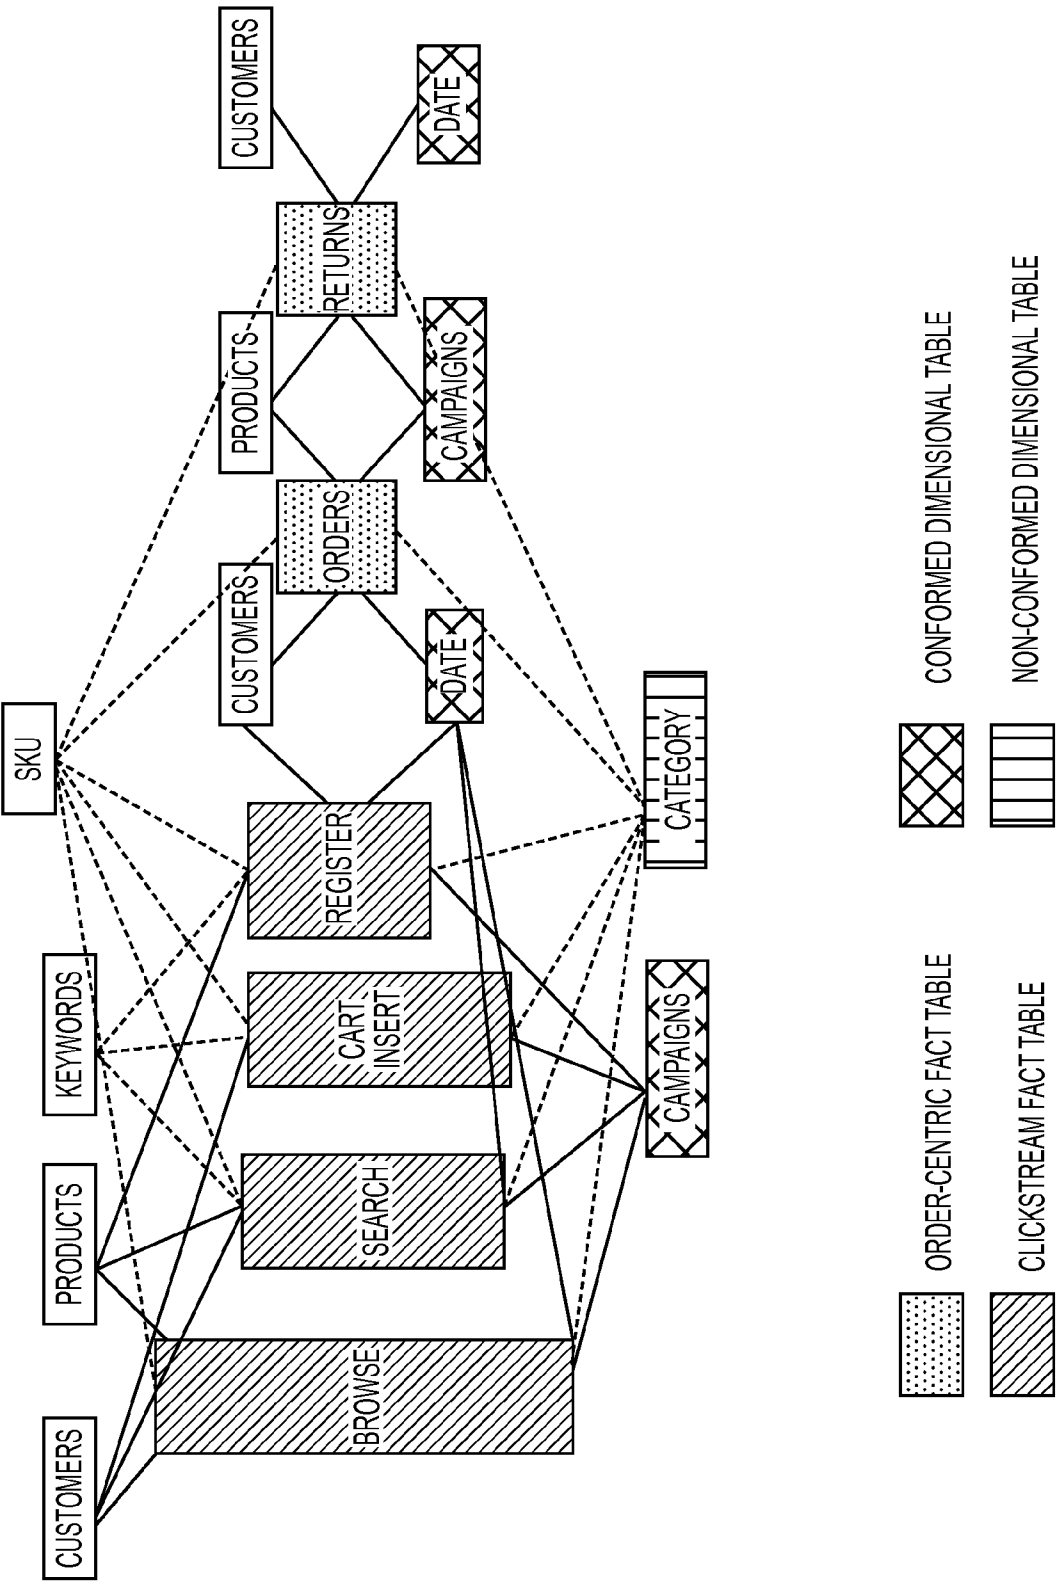 SKU
CUSTOMERS
PRODUCTS
KEYWORDS
CUSTOMERS
PRODUCTS
CUSTOMERS
BROWSE
SEARCH
CART
INSERT
REGISTER
ORDERS
RETURNS
DATE
CAMPAIGNS
DATE
CAMPAIGNS
CATEGORY
ORDER-CENTRIC FACT TABLE
CONFORMED DIMENSIONAL TABLE
CLICKSTREAM FACT TABLE
NON-CONFORMED DIMENSIONAL TABLE